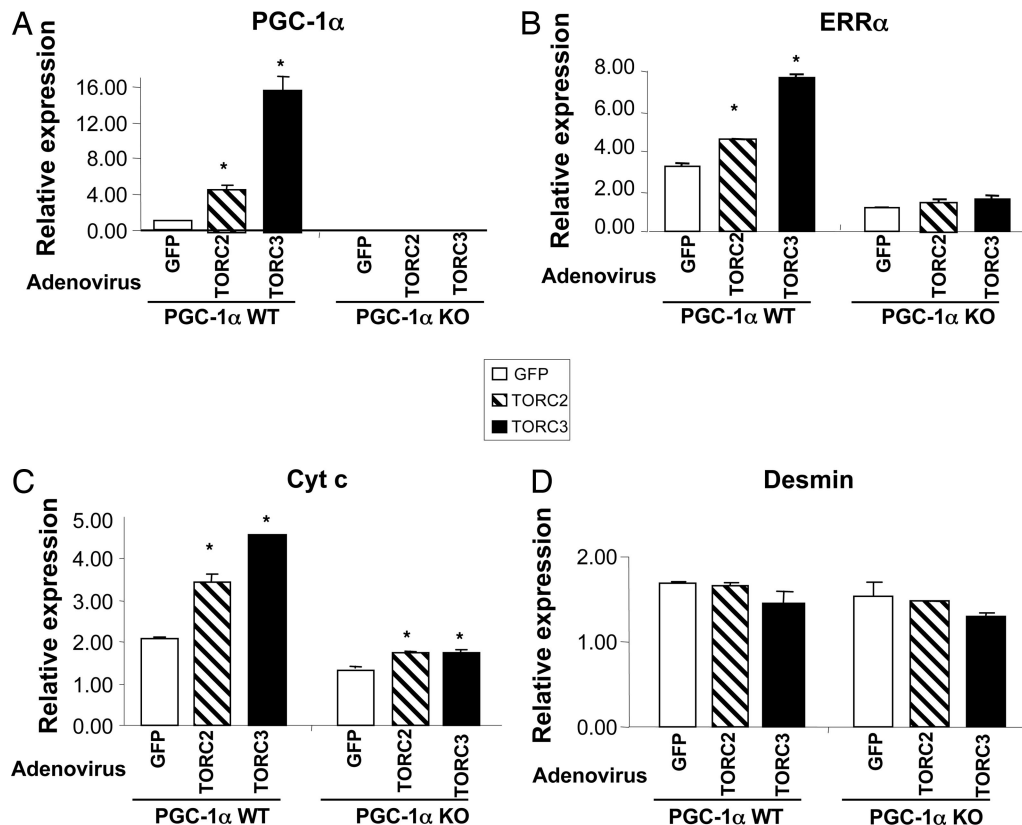 A
PGC-1α
Relative expression
16.00
12.00
8.00
4.00
0.00
GFP
TORC2
TORC3
GFP
TORC2
TORC3
Adenovirus
PGC-1α WT
PGC-1α KO
*
*
B
ERRα
Relative expression
8.00
6.00
4.00
2.00
0.00
GFP
TORC2
TORC3
GFP
TORC2
TORC3
Adenovirus
PGC-1α WT
PGC-1α KO
*
*
GFP
TORC2
TORC3
C
Cyt c
Relative expression
5.00
4.00
3.00
2.00
1.00
0.00
GFP
TORC2
TORC3
GFP
TORC2
TORC3
Adenovirus
PGC-1α WT
PGC-1α KO
*
*
*
*
D
Desmin
Relative expression
2.00
1.00
0.00
GFP
TORC2
TORC3
GFP
TORC2
TORC3
Adenovirus
PGC-1α WT
PGC-1α KO